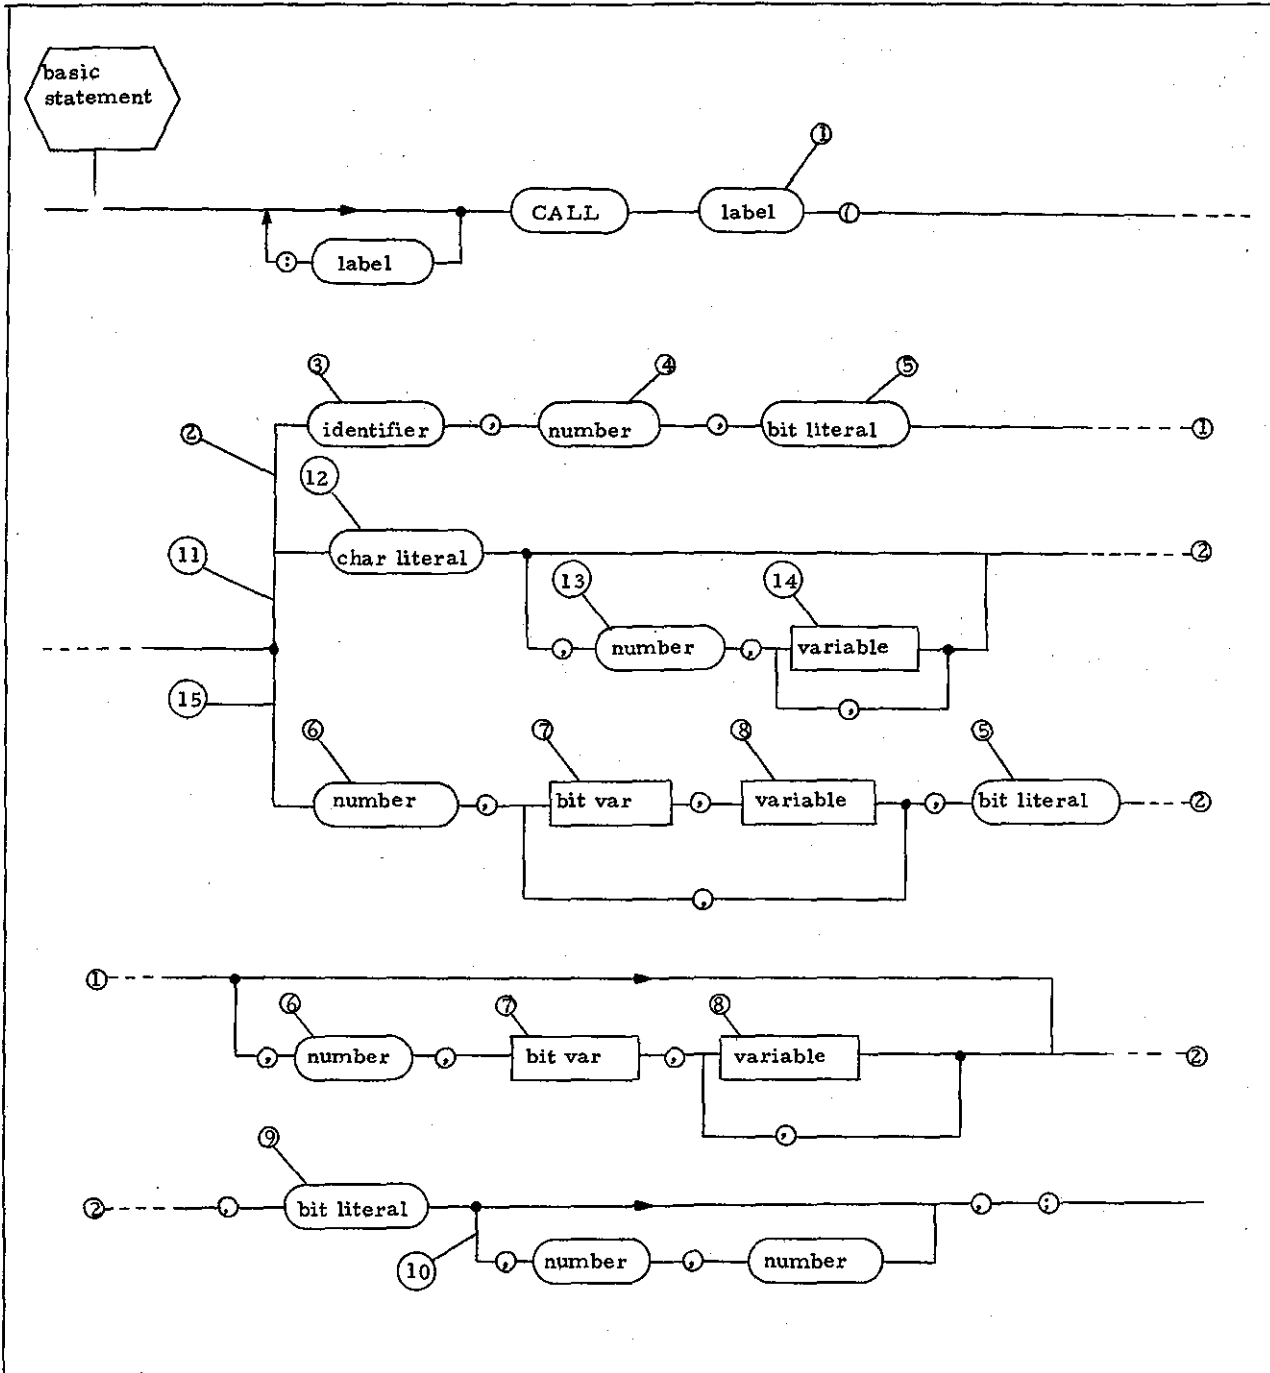 basic
statement
①
CALL
label
(
:
label
③
④
⑤
②
identifier
,
number
,
bit literal
①
⑫
⑪
char literal
②
⑬
⑭
,
number
,
variable
⑮
,
⑥
⑦
⑧
⑤
number
,
bit var
,
variable
,
bit literal
②
,
①
⑥
⑦
⑧
,
number
,
bit var
,
variable
②
,
⑨
②
,
bit literal
,
;
⑩
,
number
,
number